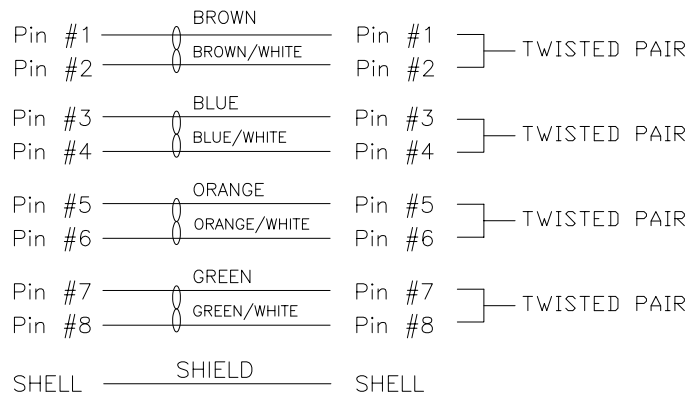 BROWN
Pin #1 Pin #1
BROWN/WHITE
TWISTED PAIR
Pin #2 Pin #2
BLUE
Pin #3 Pin #3
BLUE/WHITE
TWISTED PAIR
Pin #4 Pin #4
ORANGE
Pin #5 Pin #5
ORANGE/WHITE
TWISTED PAIR
Pin #6 Pin #6
GREEN
Pin #7 Pin #7
GREEN/WHITE
TWISTED PAIR
Pin #8 Pin #8
SHIELD
SHELL SHELL